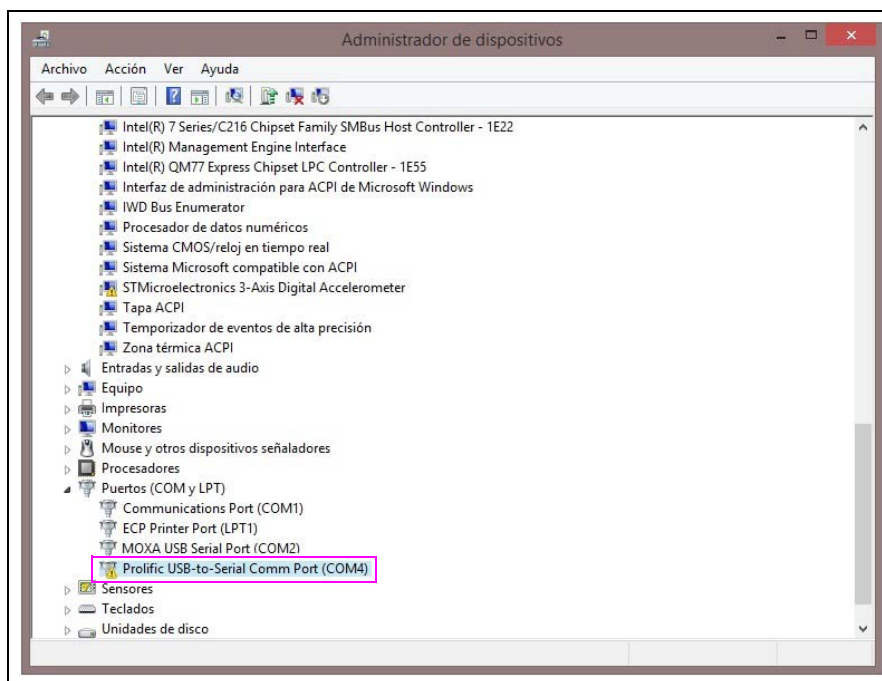 Administrador de dispositivos
Archivo Acción Ver Ayuda
Intel(R) 7 Series/C216 Chipset Family SMBus Host Controller - 1E22
Intel(R) Management Engine Interface
Intel(R) QM77 Express Chipset LPC Controller - 1E55
Interfaz de administración para ACPI de Microsoft Windows
IWD Bus Enumerator
Procesador de datos numéricos
Sistema CMOS/reloj en tiempo real
Sistema Microsoft compatible con ACPI
STMicroelectronics 3-Axis Digital Accelerometer
Tapa ACPI
Temporizador de eventos de alta precisión
Zona térmica ACPI
Entradas y salidas de audio
Equipo
Impresoras
Monitores
Mouse y otros dispositivos señaladores
Procesadores
Puertos (COM y LPT)
Communications Port (COM1)
ECP Printer Port (LPT1)
MOXA USB Serial Port (COM2)
Prolific USB-to-Serial Comm Port (COM4)
Sensores
Teclados
Unidades de disco